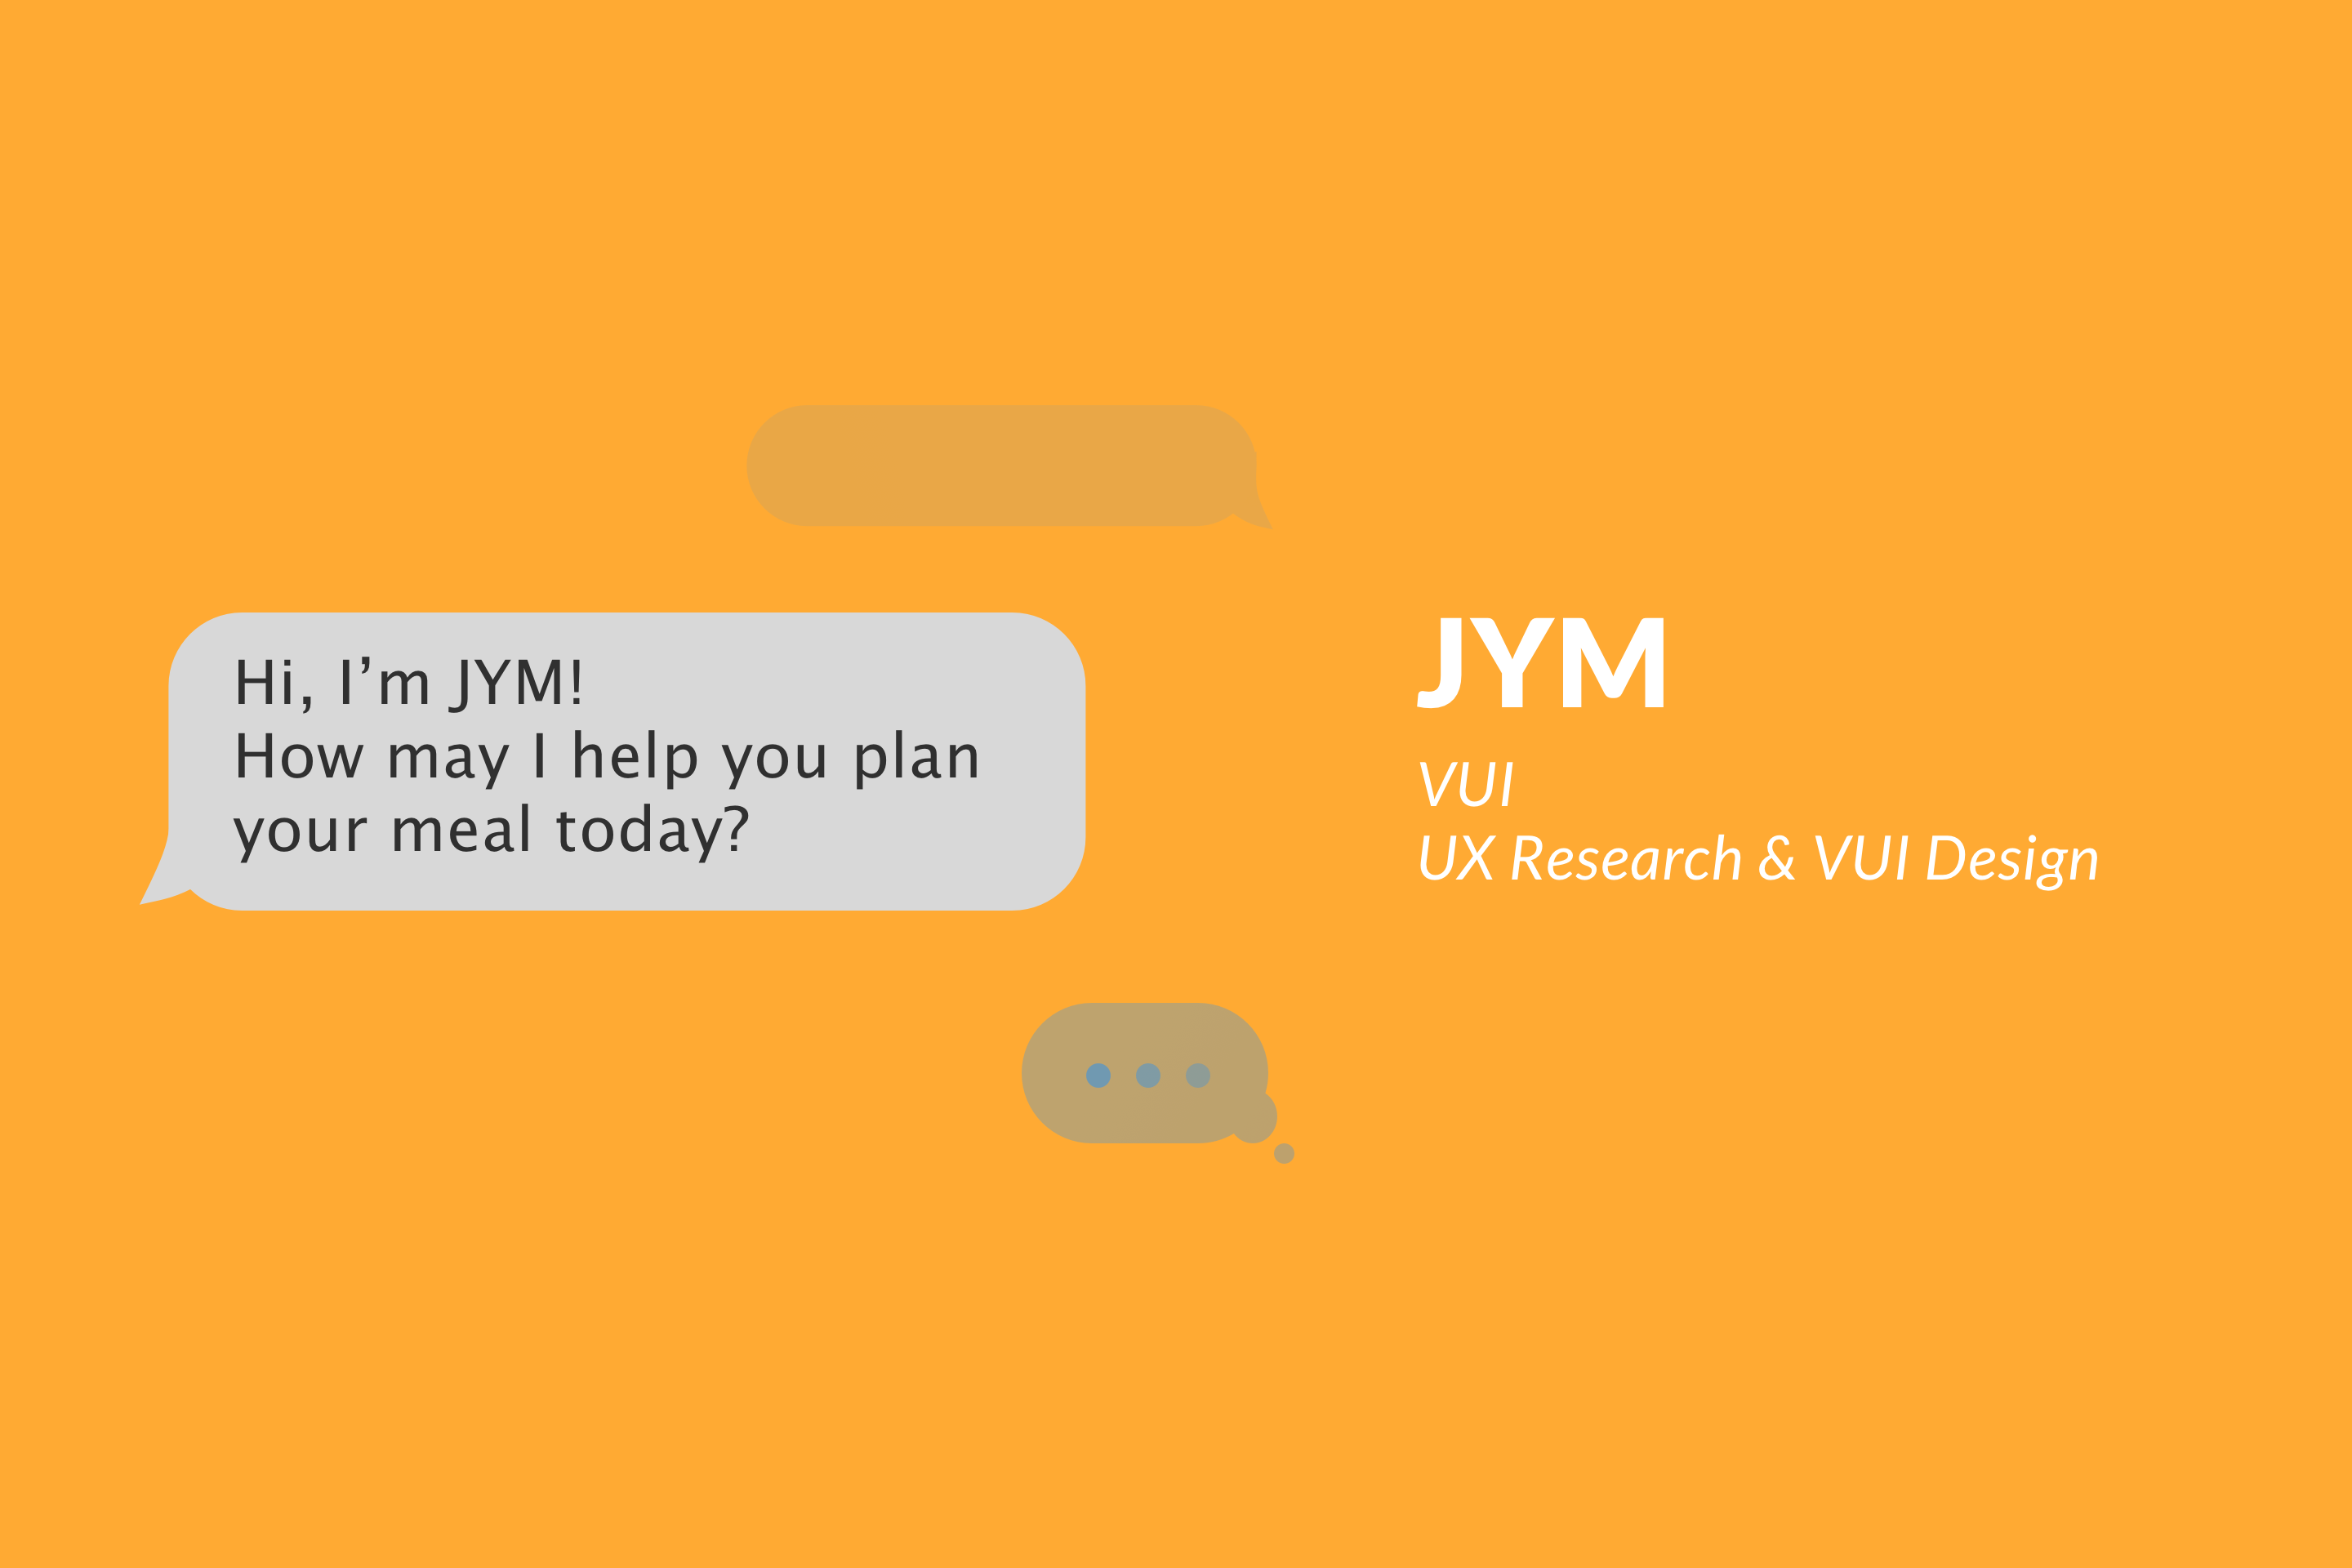 Hi, I’m JYM!
How may I help you plan
your meal today?
JYM
VUI
UX Research & VUI Design